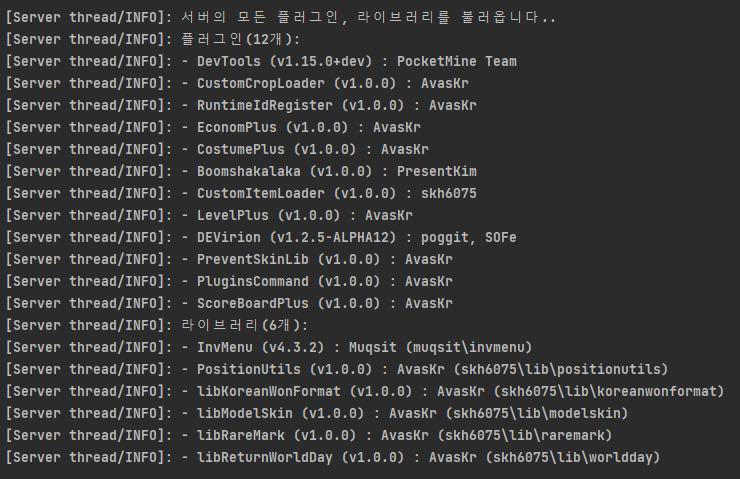 [Server thread/INFO]: 서버의 모든 플러그인, 라이브러리를 불러옵니다..
[Server thread/INFO]: 플러그인(12개):
[Server thread/INFO]: - DevTools (v1.15.0+dev) : PocketMine Team
[Server thread/INFO]: - CustomCropLoader (v1.0.0) : AvasKr
[Server thread/INFO]: - RuntimeIdRegister (v1.0.0) : AvasKr
[Server thread/INFO]: - EconomPlus (v1.0.0) : AvasKr
[Server thread/INFO]: - CostumePlus (v1.0.0) : AvasKr
[Server thread/INFO]: - Boomshakalaka (v1.0.0) : PresentKim
[Server thread/INFO]: - CustomItemLoader (v1.0.0) : skh6075
[Server thread/INFO]: - LevelPlus (v1.0.0) : AvasKr
[Server thread/INFO]: - DEVirion (v1.2.5-ALPHA12) : poggit, SOFe
[Server thread/INFO]: - PreventSkinLib (v1.0.0) : AvasKr
[Server thread/INFO]: - PluginsCommand (v1.0.0) : AvasKr
[Server thread/INFO]: - ScoreBoardPlus (v1.0.0) : AvasKr
[Server thread/INFO]: 라이브러리(6개):
[Server thread/INFO]: - InvMenu (v4.3.2) : Muqsit (muqsit\invmenu)
[Server thread/INFO]: - PositionUtils (v1.0.0) : AvasKr (skh6075\lib\positionutils)
[Server thread/INFO]: - libKoreanWonFormat (v1.0.0) : AvasKr (skh6075\lib\koreanwonformat)
[Server thread/INFO]: - libModelSkin (v1.0.0) : AvasKr (skh6075\lib\modelskin)
[Server thread/INFO]: - libRareMark (v1.0.0) : AvasKr (skh6075\lib\raremark)
[Server thread/INFO]: - libReturnWorldDay (v1.0.0) : AvasKr (skh6075\lib\worldday)